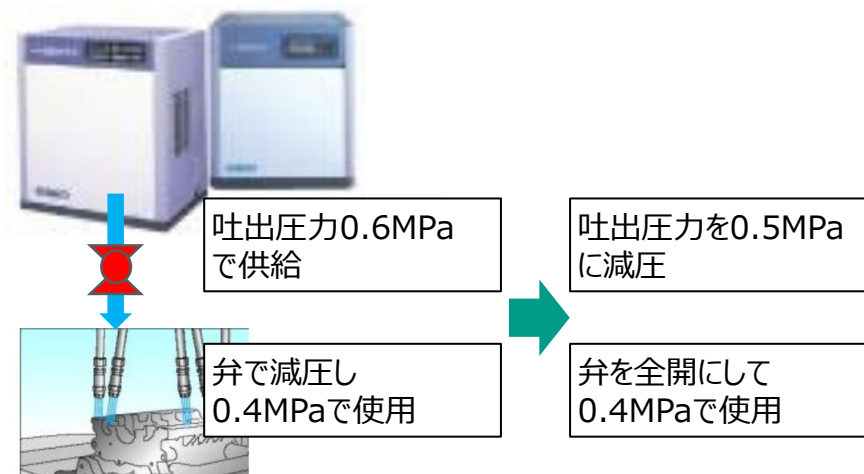 吐出圧力0.6MPa
で供給
吐出圧力を0.5MPa
に減圧
弁で減圧し
0.4MPaで使用
弁を全開にして
0.4MPaで使用